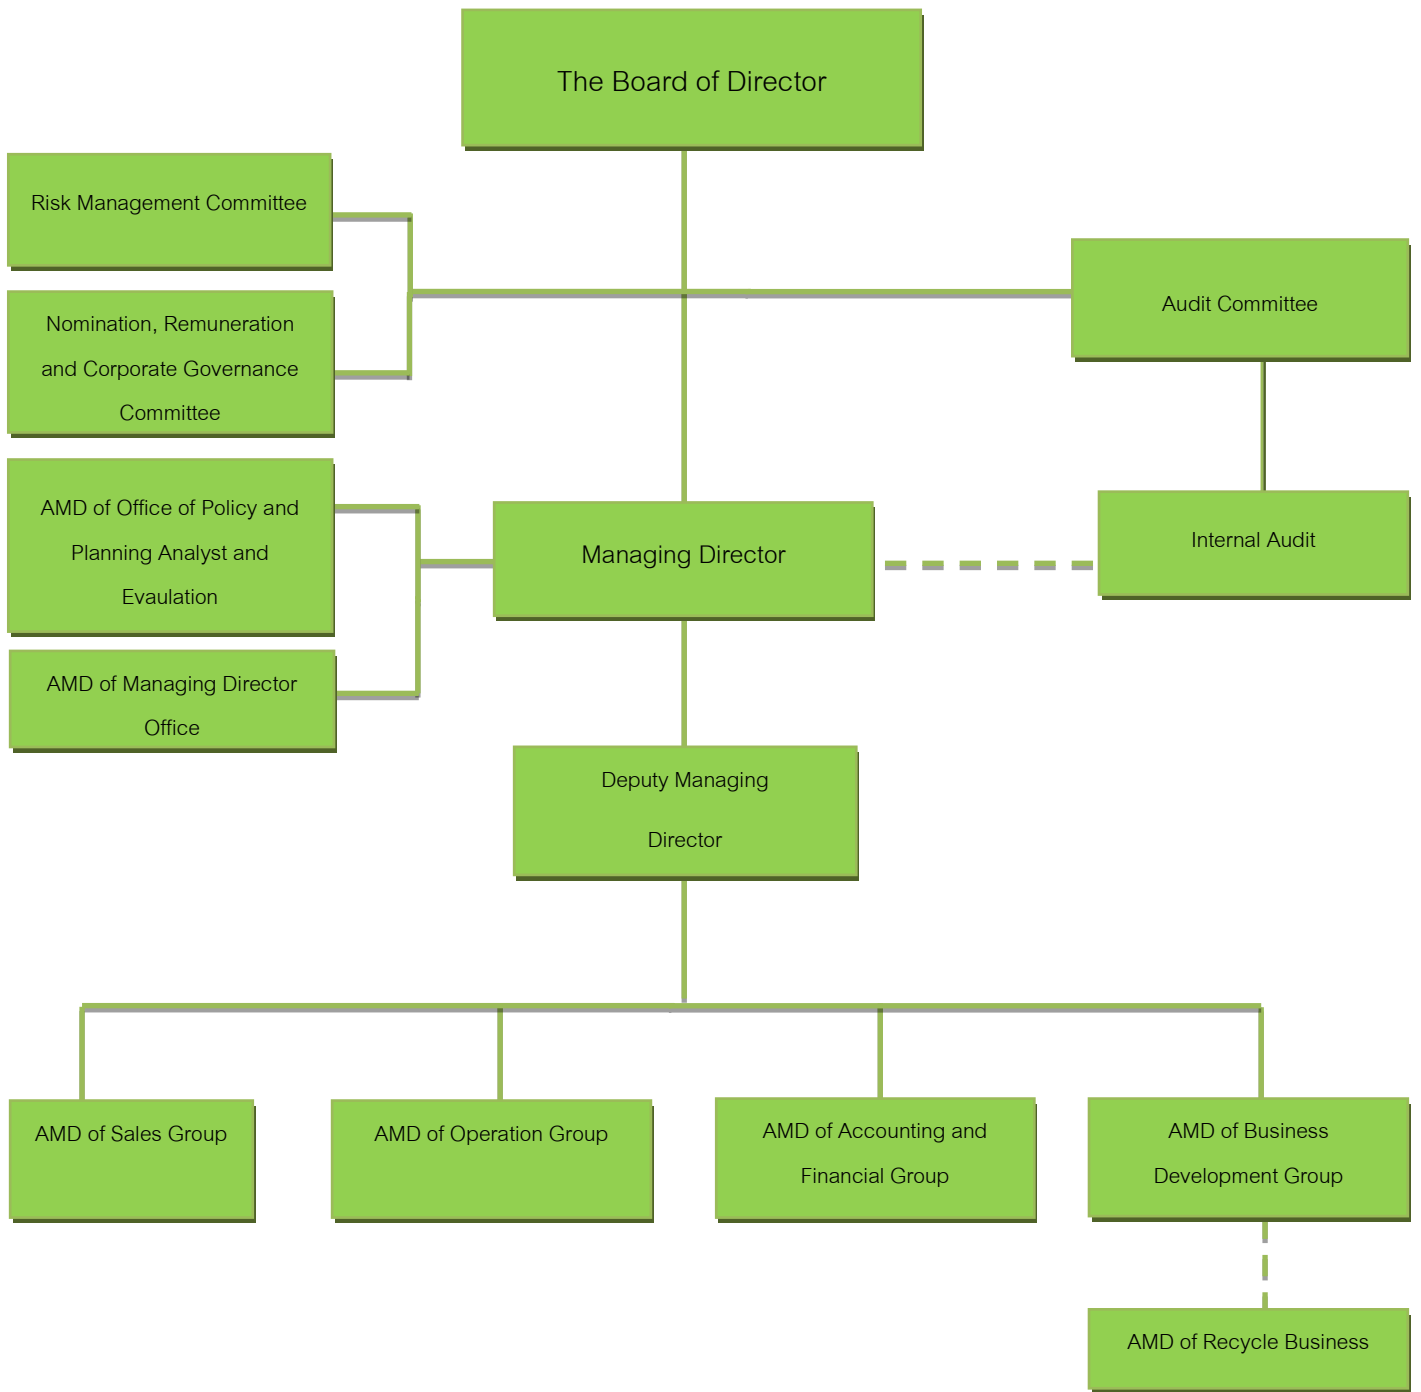 The Board of Director
Risk Management Committee
Audit Committee
Nomination, Remuneration
and Corporate Governance
Committee
AMD of Office of Policy and
Planning Analyst and
Evaulation
Managing Director
Internal Audit
AMD of Managing Director
Office
Deputy Managing
Director
AMD of Sales Group
AMD of Operation Group
AMD of Accounting and
Financial Group
AMD of Business
Development Group
AMD of Recycle Business